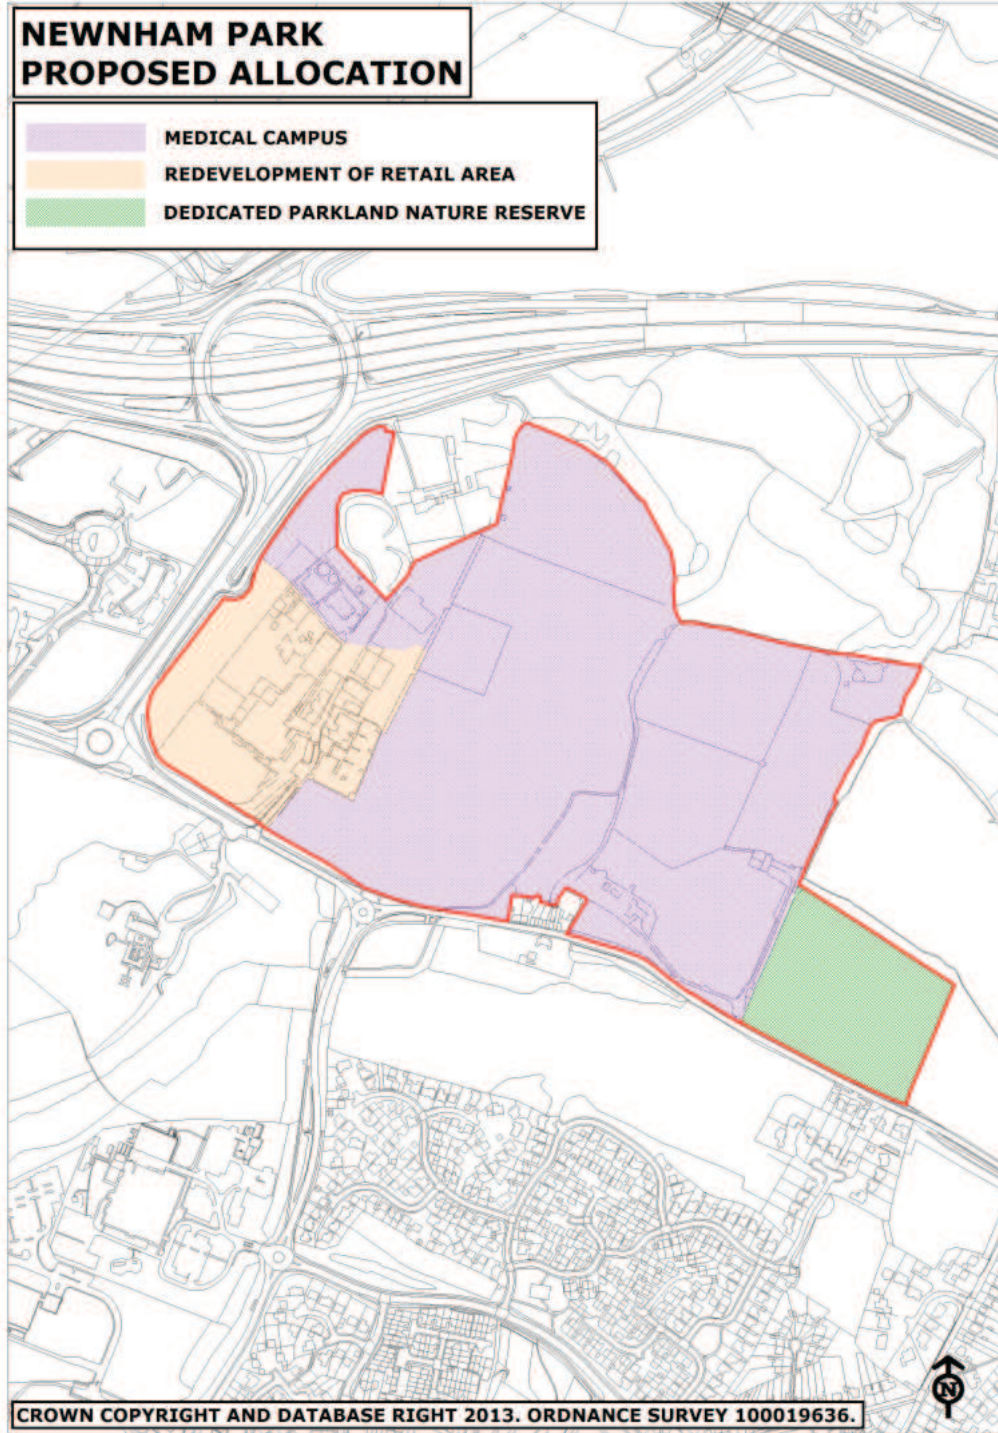 NEWNHAM PARK
PROPOSED ALLOCATION
MEDICAL CAMPUS
REDEVELOPMENT OF RETAIL AREA
DEDICATED PARKLAND NATURE RESERVE
N
CROWN COPYRIGHT AND DATABASE RIGHT 2013. ORDNANCE SURVEY 100019636.